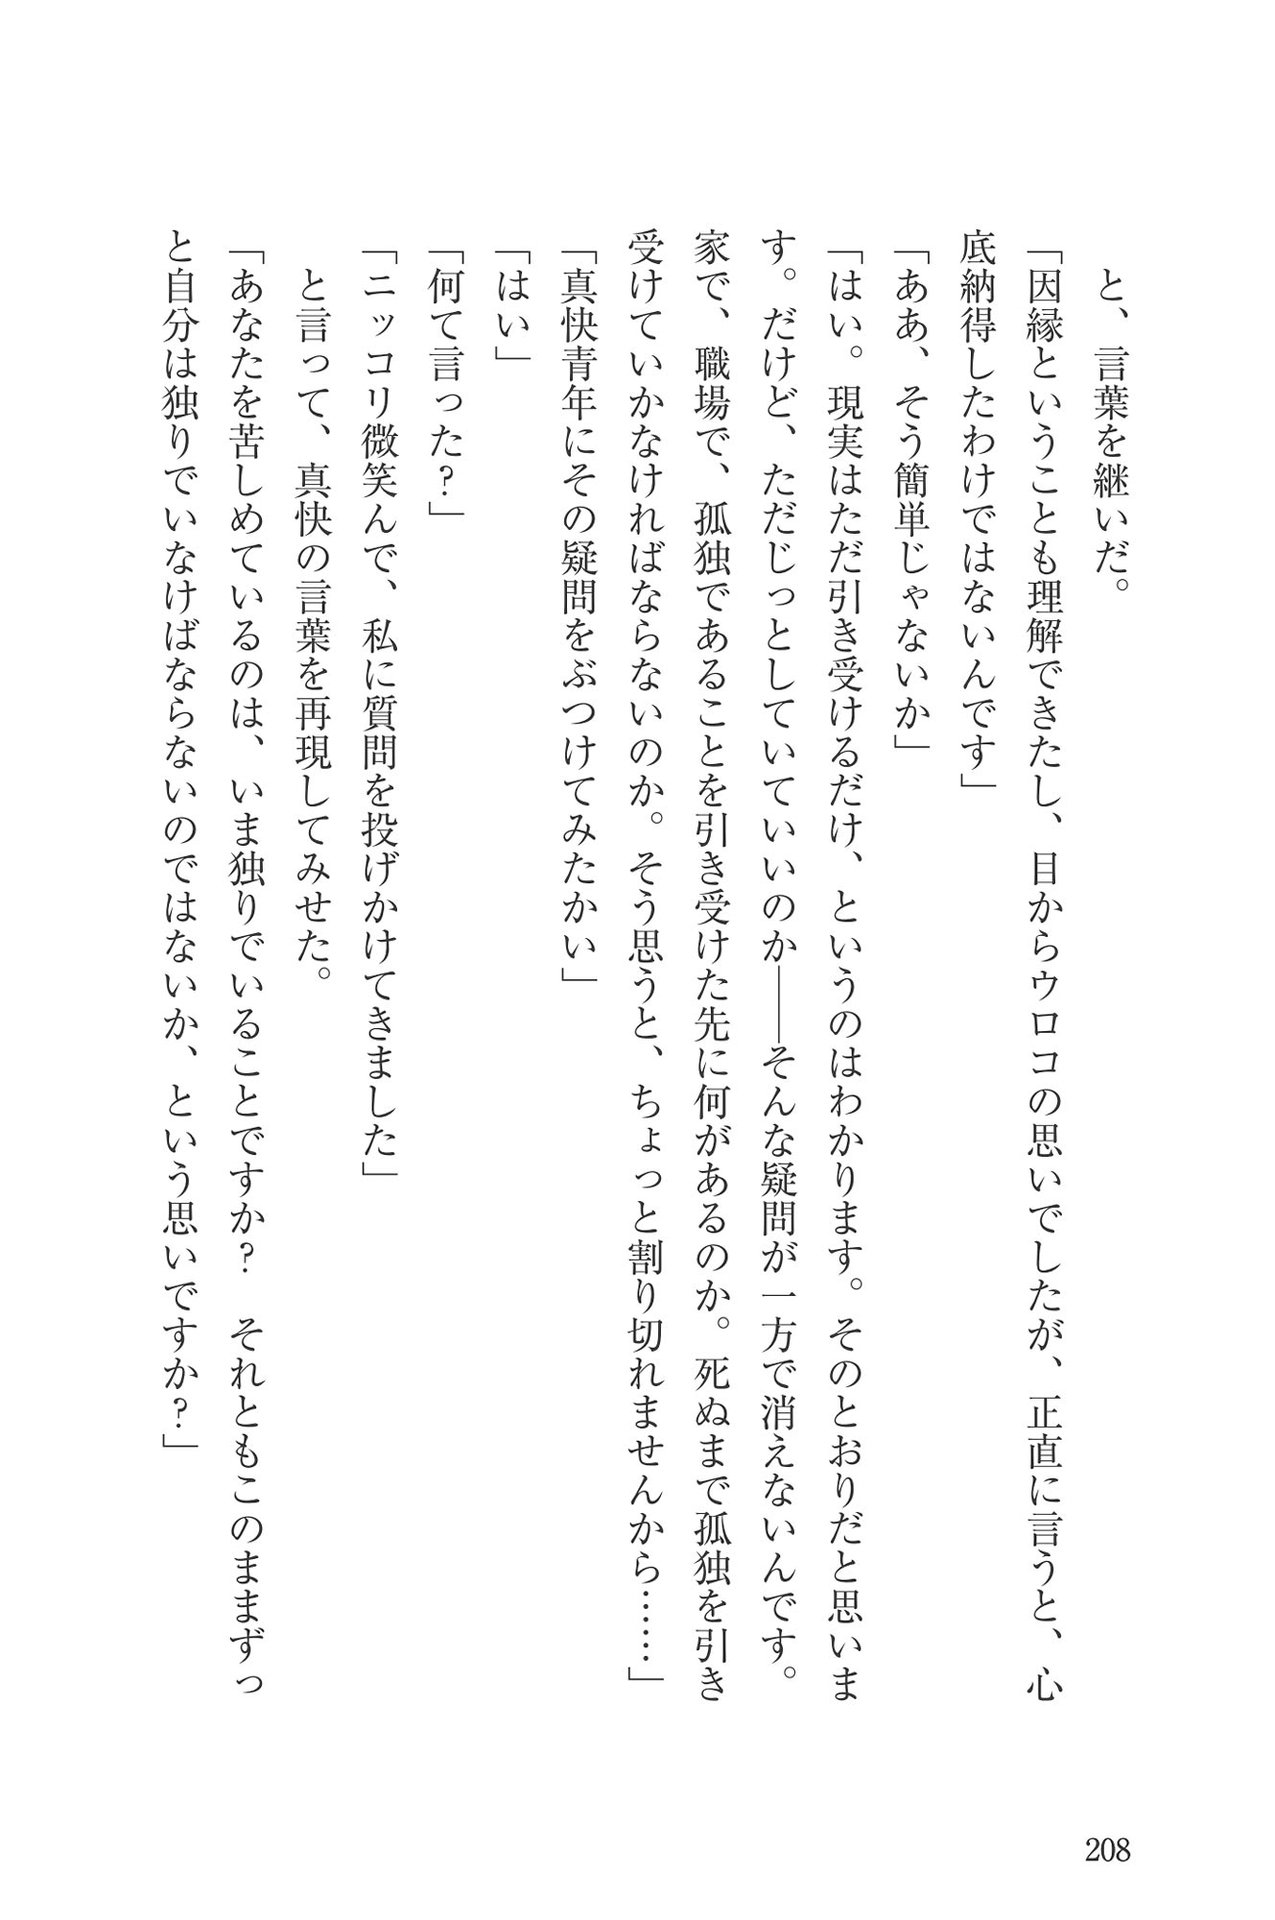 と、言葉を継いだ。
「因縁ということも理解できたし、目からウロコの思いでしたが、正直に言うと、心
底納得したわけではないんです」
「ああ、そう簡単じゃないか」
「はい。現実はただ引き受けるだけ、というのはわかります。そのとおりだと思いま
す。だけど、ただじっとしていていいのか――そんな疑問が一方で消えないんです。
家で、職場で、孤独であることを引き受けた先に何があるのか。死ぬまで孤独を引き
受けていかなければならないのか。そう思うと、ちょっと割り切れませんから……」
「真快青年にその疑問をぶつけてみたかい」
「はい」
「何て言った?」
「ニッコリ微笑んで、私に質問を投げかけてきました」
　と言って、真快の言葉を再現してみせた。
「あなたを苦しめているのは、いま独りでいることですか?　それともこのままずっ
と自分は独りでいなけばならないのではないか、という思いですか?」
208